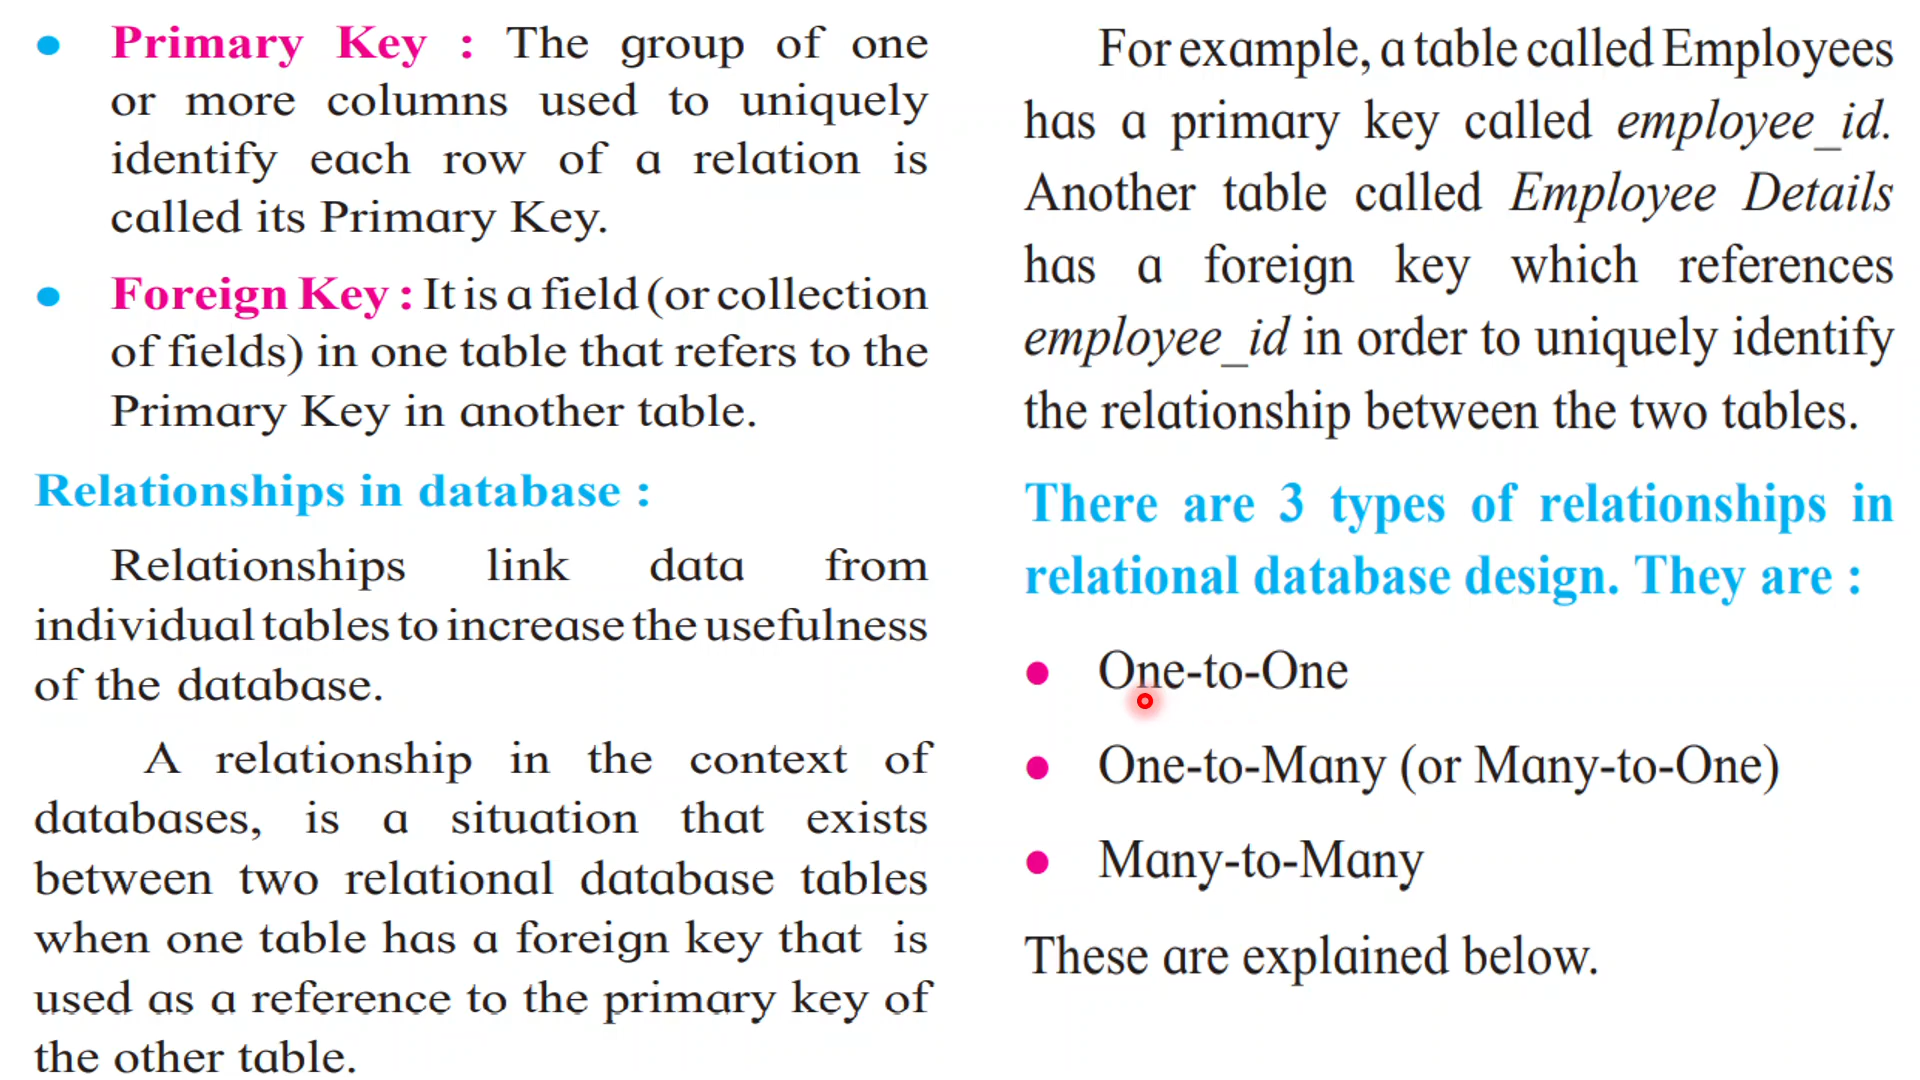 Primary Key : The group of one
or more columns used to uniquely
identify each row of a relation is
called its Primary Key.
Foreign Key : It is a field (or collection
of fields) in one table that refers to the
Primary Key in another table.
Relationships in database :
Relationships link data from
individual tables to increase the usefulness
of the database.
A relationship in the context of
databases, is a situation that exists
between two relational database tables
when one table has a foreign key that is
used as a reference to the primary key of
the other table.
For example, a table called Employees
has a primary key called employee_id.
Another table called Employee Details
has a foreign key which references
employee_id in order to uniquely identify
the relationship between the two tables.
There are 3 types of relationships in
relational database design. They are :
One-to-One
One-to-Many (or Many-to-One)
Many-to-Many
These are explained below.